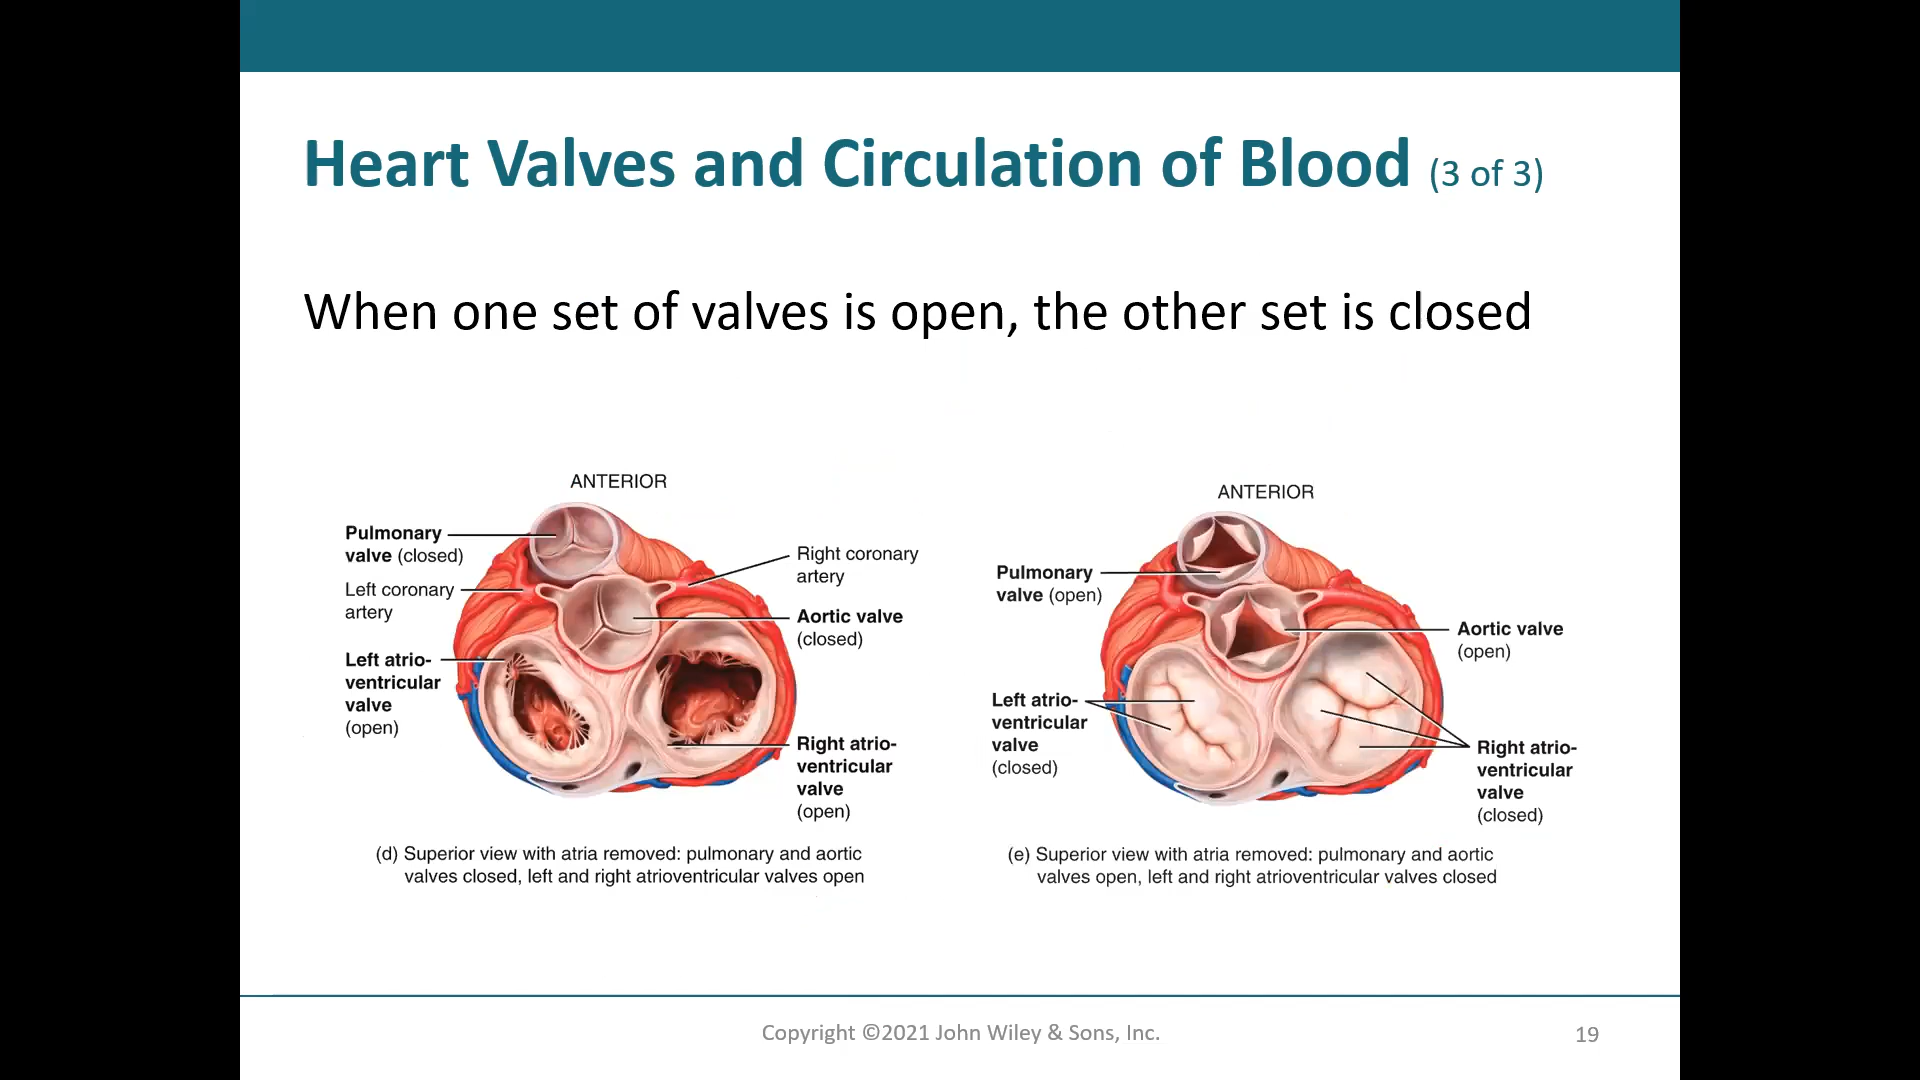 Heart Valves and Circulation of Blood (3 of 3)
When one set of valves is open, the other set is closed
ANTERIOR
Pulmonary
valve (closed)
Left coronary
artery
Left atrio-
ventricular
valve
(open)
Right coronary
artery
Aortic valve
(closed)
Right atrio-
ventricular
valve
(open)
(d) Superior view with atria removed: pulmonary and aortic
valves closed, left and right atrioventricular valves open
ANTERIOR
Pulmonary
valve (open)
Left atrio-
ventricular
valve
(closed)
Aortic valve
(open)
Right atrio-
ventricular
valve
(closed)
(e) Superior view with atria removed: pulmonary and aortic
valves open, left and right atrioventricular valves closed
Copyright ©2021 John Wiley & Sons, Inc.
19